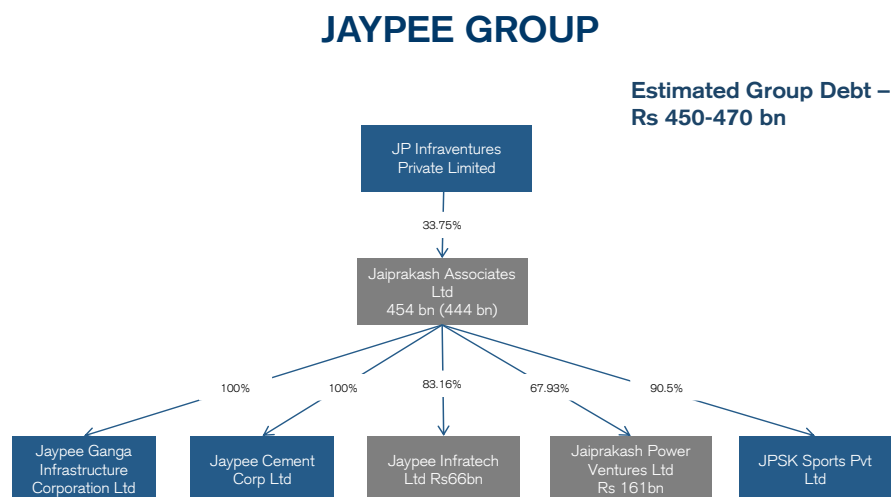 JAYPEE GROUP
Estimated Group Debt –
Rs 450-470 bn
JP Infraventures
Private Limited
33.75%
Jaiprakash Associates
Ltd
454 bn (444 bn)
100%
100%
83.16%
67.93%
90.5%
Jaypee Ganga
Infrastructure
Corporation Ltd
Jaypee Cement
Corp Ltd
Jaypee Infratech
Ltd Rs66bn
Jaiprakash Power
Ventures Ltd
Rs 161bn
JPSK Sports Pvt
Ltd